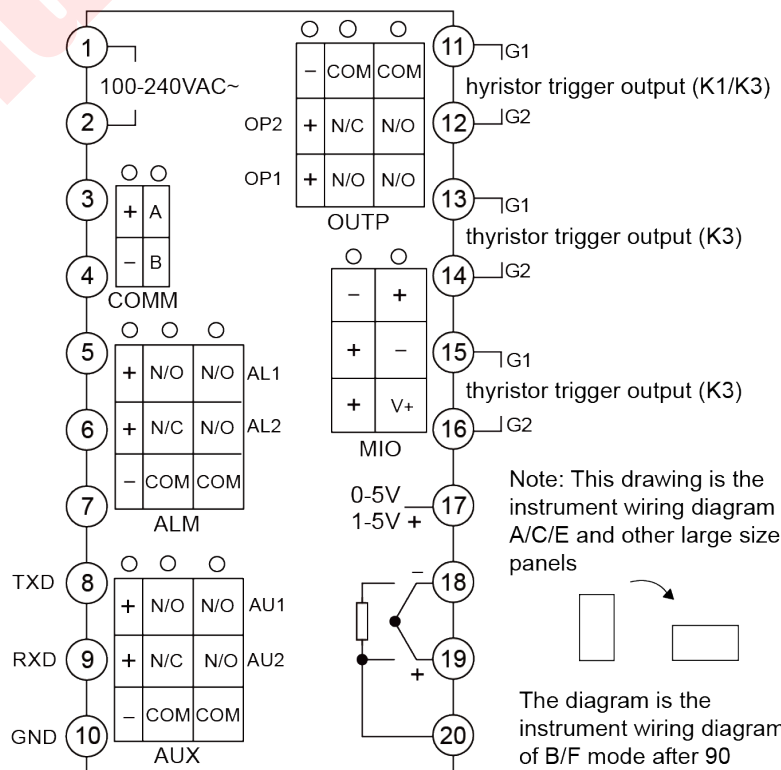 1
100-240VAC~
2
3
+ A
− B
4
COMM
5
+ N/O N/O AL1
6
+ N/C N/O AL2
− COM COM
7
ALM
TXD 8
+ N/O N/O AU1
RXD 9
+ N/C N/O AU2
− COM COM
GND 10
AUX
− COM COM
OP2 + N/C N/O
OP1 + N/O N/O
OUTP
− +
+ −
+ V+
MIO
11 G1
hyristor trigger output (K1/K3)
12 G2
13 G1
thyristor trigger output (K3)
14 G2
15 G1
thyristor trigger output (K3)
16 G2
0-5V
1-5V + 17
− 18
19
+
20
Note: This drawing is the
instrument wiring diagram
A/C/E and other large size
panels
The diagram is the
instrument wiring diagram
of B/F mode after 90